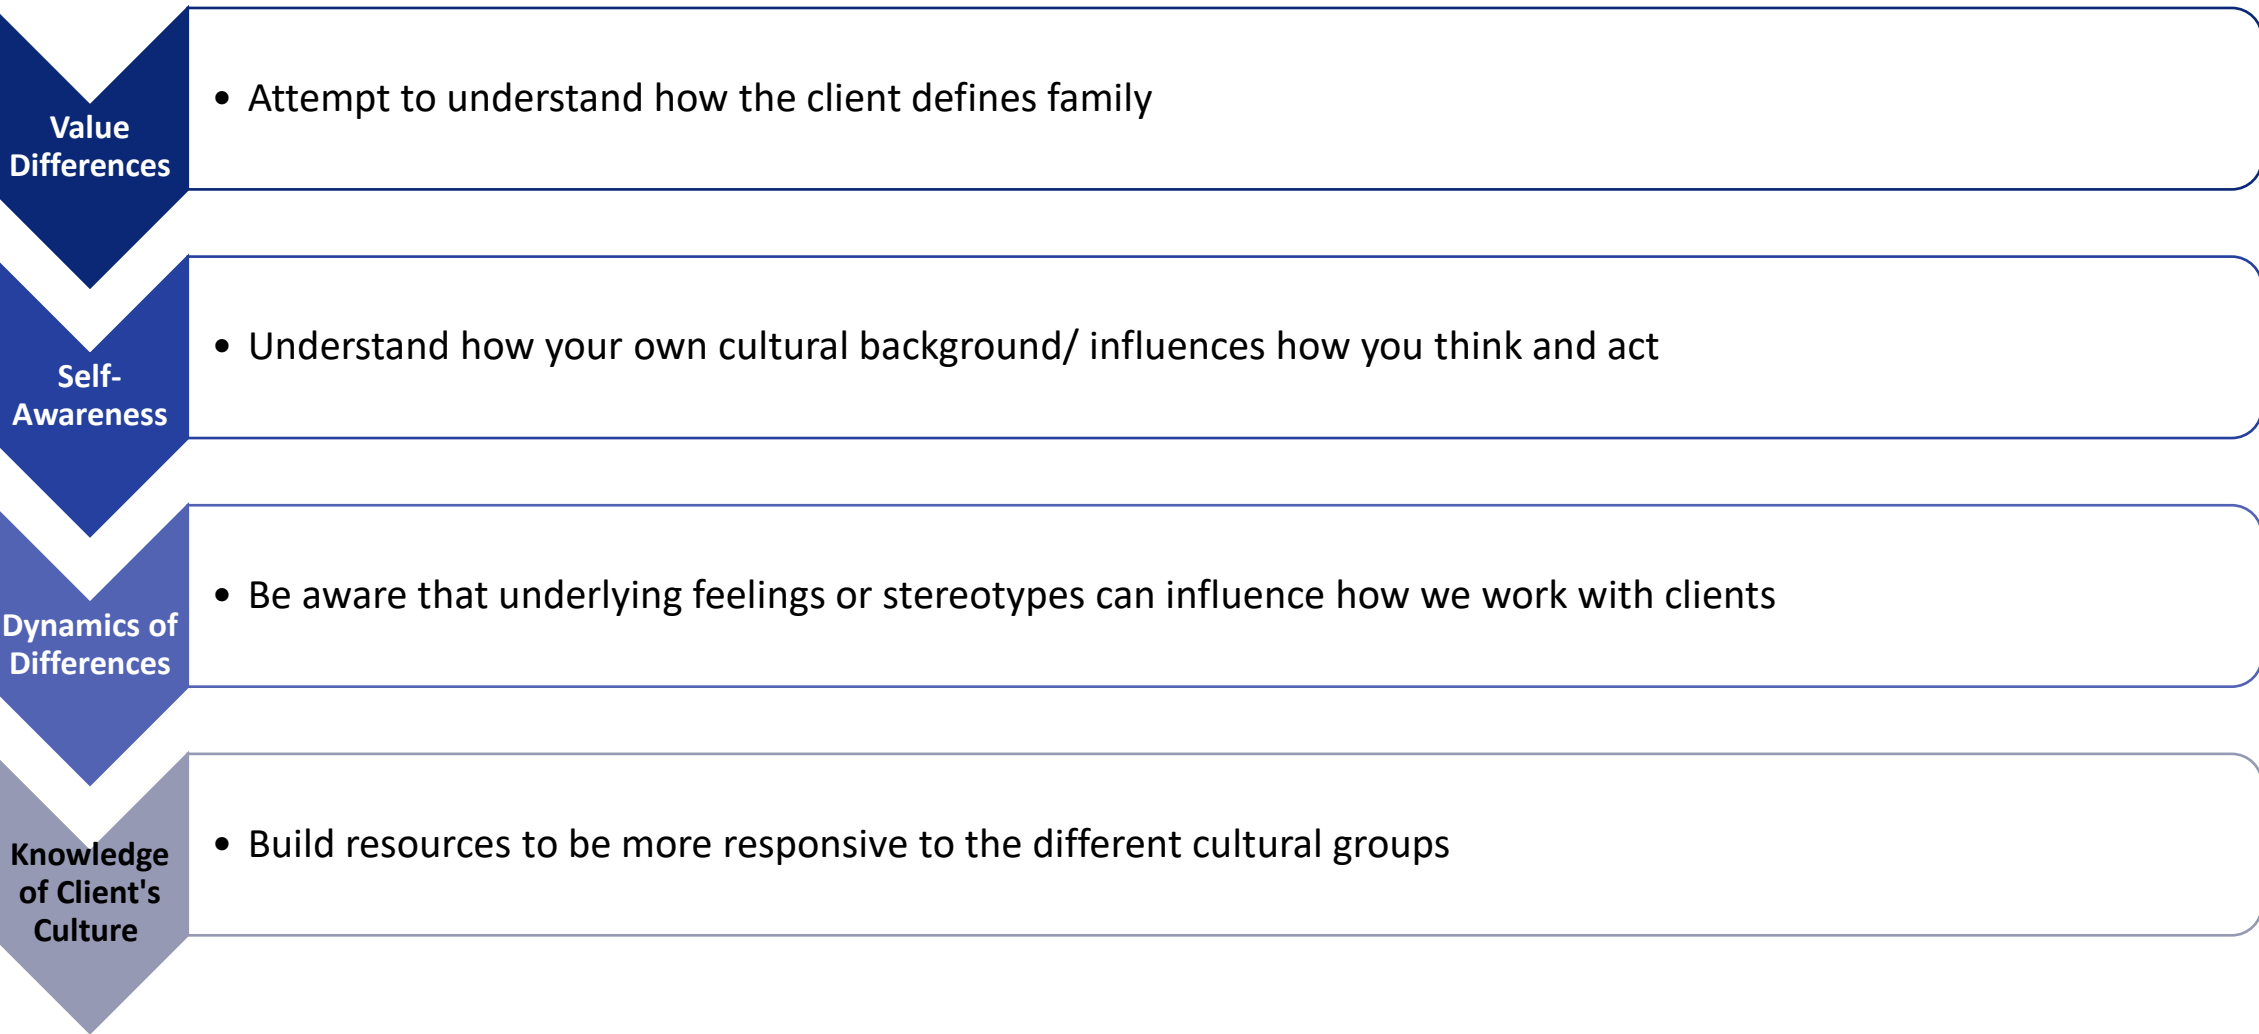 Value
Differences
• Attempt to understand how the client defines family
Self-
Awareness
• Understand how your own cultural background/ influences how you think and act
Dynamics of
Differences
• Be aware that underlying feelings or stereotypes can influence how we work with clients
Knowledge
of Client's
Culture
• Build resources to be more responsive to the different cultural groups